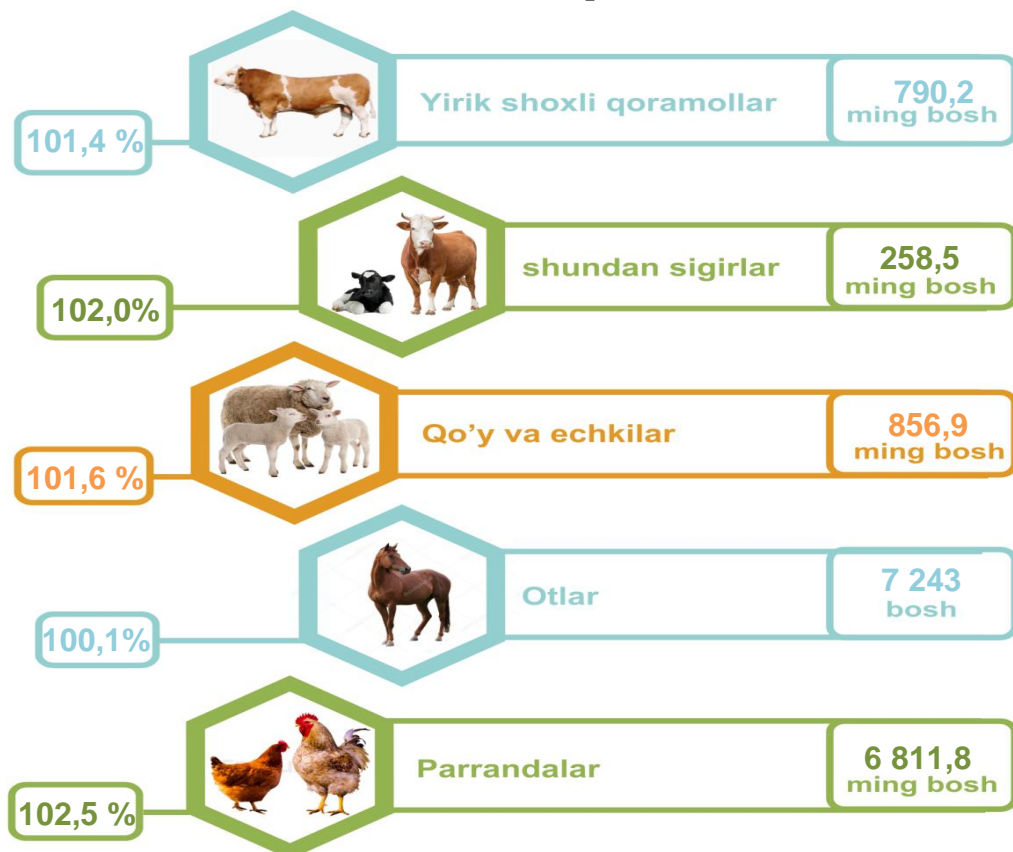 Yirik shoxli qoramollar
790,2
ming bosh
101,4 %
shundan sigirlar
258,5
ming bosh
102,0%
Qo’y va echkilar
856,9
ming bosh
101,6 %
Otlar
7 243
bosh
100,1%
Parrandalar
6 811,8
ming bosh
102,5 %